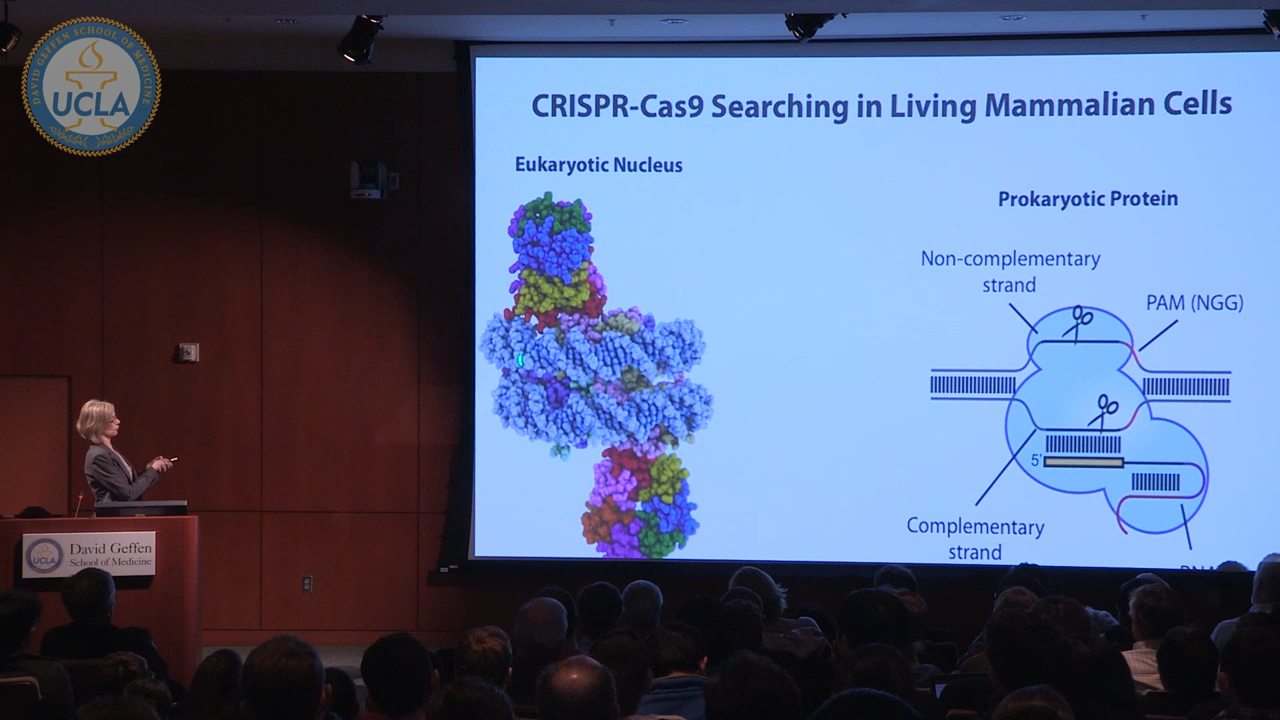 DAVID GEFFEN SCHOOL OF MEDICINE
UCLA
CRISPR-Cas9 Searching in Living Mammalian Cells
Eukaryotic Nucleus
Prokaryotic Protein
Non-complementary
strand
PAM (NGG)
5'
Complementary
strand
UCLA
David Geffen
School of Medicine